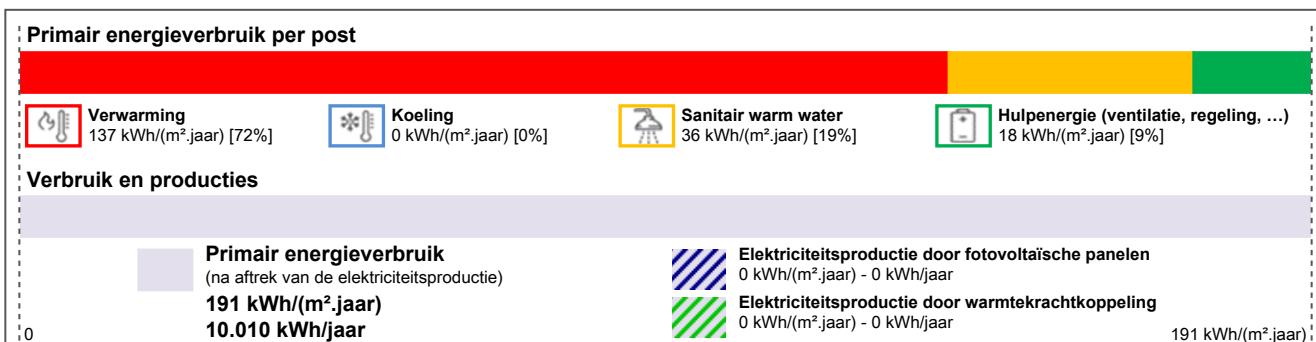 Primair energieverbruik per post
Verwarming
137 kWh/(m².jaar) [72%]
Koeling
0 kWh/(m².jaar) [0%]
Sanitair warm water
36 kWh/(m².jaar) [19%]
Hulpenergie (ventilatie, regeling, …)
18 kWh/(m².jaar) [9%]
Verbruik en producties
Primair energieverbruik
(na aftrek van de elektriciteitsproductie)
191 kWh/(m².jaar)
10.010 kWh/jaar
Elektriciteitsproductie door fotovoltaïsche panelen
0 kWh/(m².jaar) - 0 kWh/jaar
Elektriciteitsproductie door warmtekrachtkoppeling
0 kWh/(m².jaar) - 0 kWh/jaar
0
191 kWh/(m².jaar)